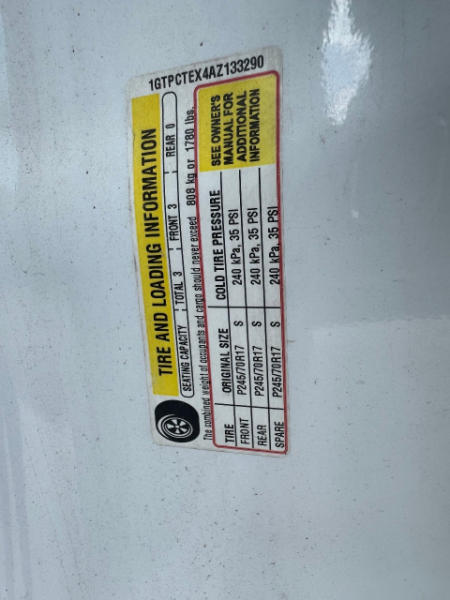 1GTPCTEX4AZ133290
TIRE AND LOADING INFORMATION
SEATING CAPACITY TOTAL 3 FRONT 3 REAR 0
The combined weight of occupants and cargo should never exceed 808 kg or 1780 lbs.
TIRE ORIGINAL SIZE COLD TIRE PRESSURE
FRONT P245/70R17 S 240 kPa, 35 PSI
REAR P245/70R17 S 240 kPa, 35 PSI
SPARE P245/70R17 S 240 kPa, 35 PSI
SEE OWNER'S
MANUAL FOR
ADDITIONAL
INFORMATION